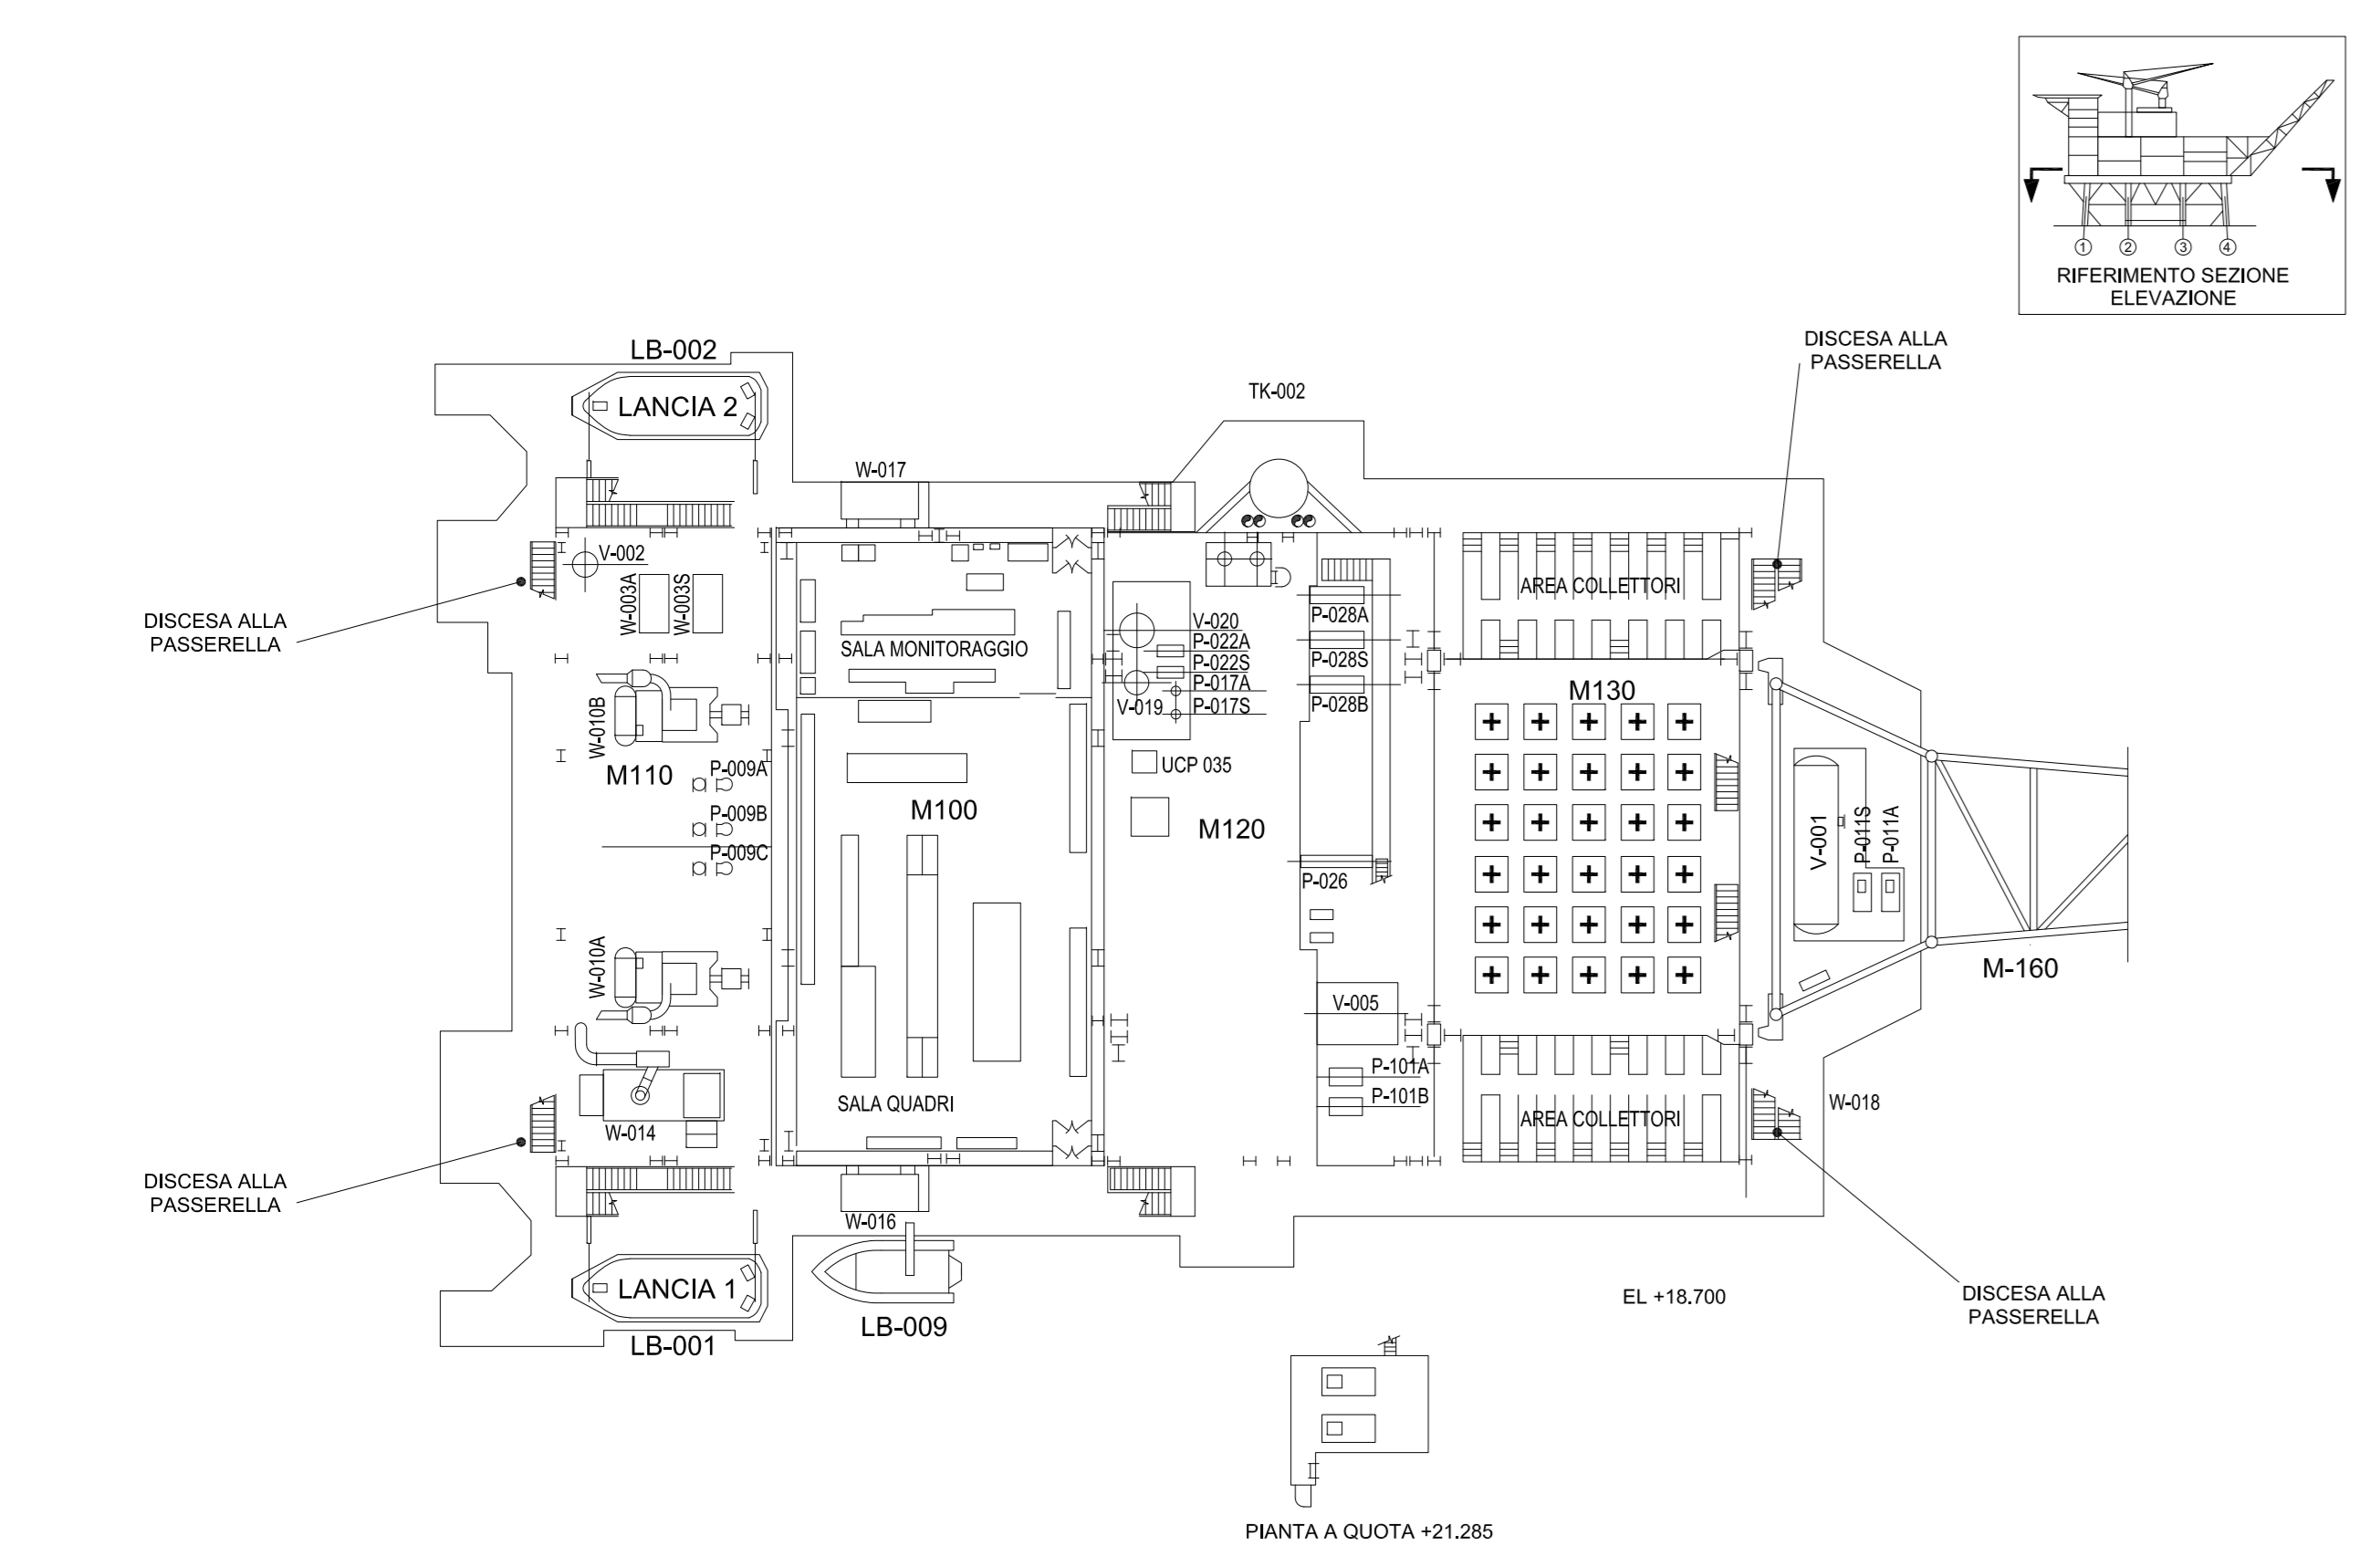 1 2 3 4
RIFERIMENTO SEZIONE
ELEVAZIONE
DISCESA ALLA
PASSERELLA
LB-002
LANCIA 2
TK-002
W-017
V-002
W-003A
W-003S
DISCESA ALLA
PASSERELLA
AREA COLLETTORI
SALA MONITORAGGIO
V-020
P-022A
P-022S
P-017A
P-017S
V-019
P-028A
P-028S
P-028B
M130
W-010B
M110
P-009A
P-009B
P-009C
M100
UCP 035
M120
P-026
V-001
P-011S
P-011A
M-160
W-010A
V-005
P-101A
P-101B
SALA QUADRI
AREA COLLETTORI
W-018
W-014
DISCESA ALLA
PASSERELLA
W-016
LANCIA 1
LB-001
LB-009
EL +18.700
DISCESA ALLA
PASSERELLA
PIANTA A QUOTA +21.285